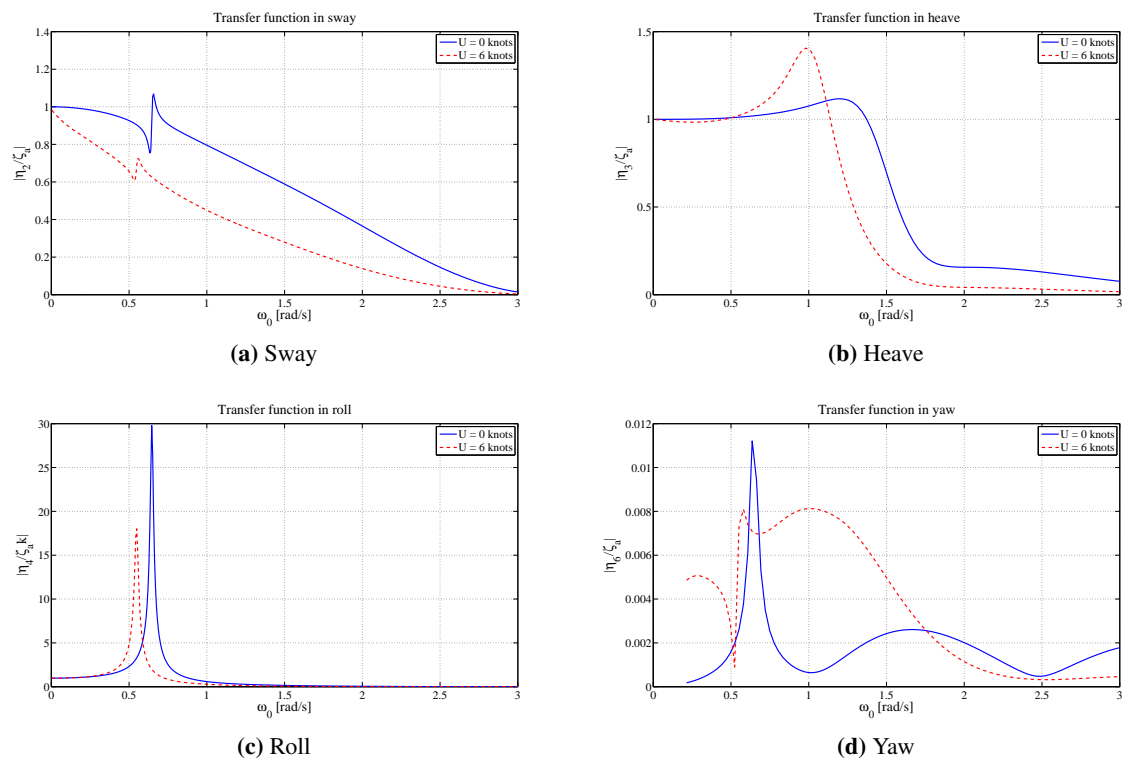 Transfer function in sway
1.4
1.2
1
0.8
0.6
0.4
0.2
0
0 0.5 1 1.5 2 2.5 3
|η2/ζa|
ω0 [rad/s]
U = 0 knots
U = 6 knots
(a) Sway
Transfer function in heave
1.5
1
0.5
0
0 0.5 1 1.5 2 2.5 3
|η3/ζa|
ω0 [rad/s]
U = 0 knots
U = 6 knots
(b) Heave
Transfer function in roll
30
25
20
15
10
5
0
0 0.5 1 1.5 2 2.5 3
|η4/ζak|
ω0 [rad/s]
U = 0 knots
U = 6 knots
(c) Roll
Transfer function in yaw
0.012
0.01
0.008
0.006
0.004
0.002
0
0 0.5 1 1.5 2 2.5 3
|η6/ζa|
ω0 [rad/s]
U = 0 knots
U = 6 knots
(d) Yaw